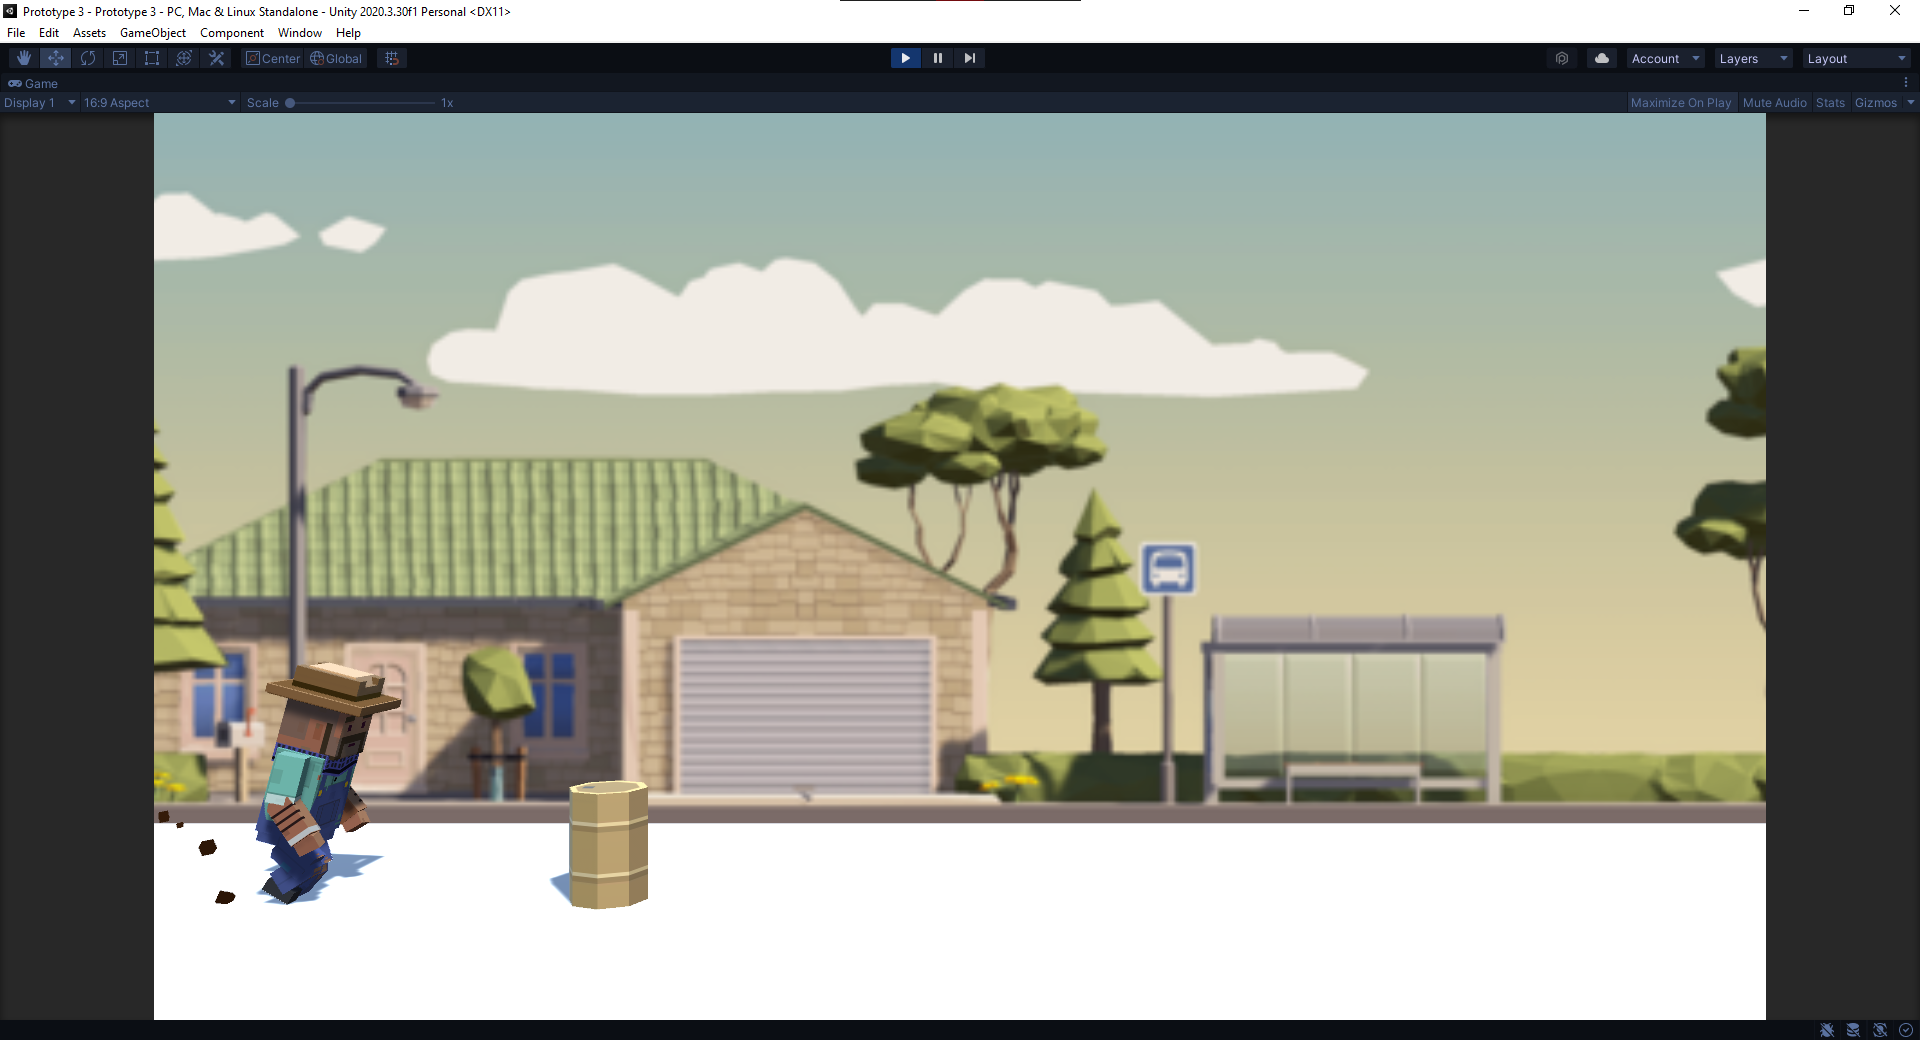 Prototype 3 - Prototype 3 - PC, Mac & Linux Standalone - Unity 2020.3.30f1 Personal <DX11>
File Edit Assets GameObject Component Window Help
Center Global Account Layers Layout
Game
Display 1 16:9 Aspect Scale 1x Maximize On Play Mute Audio Stats Gizmos